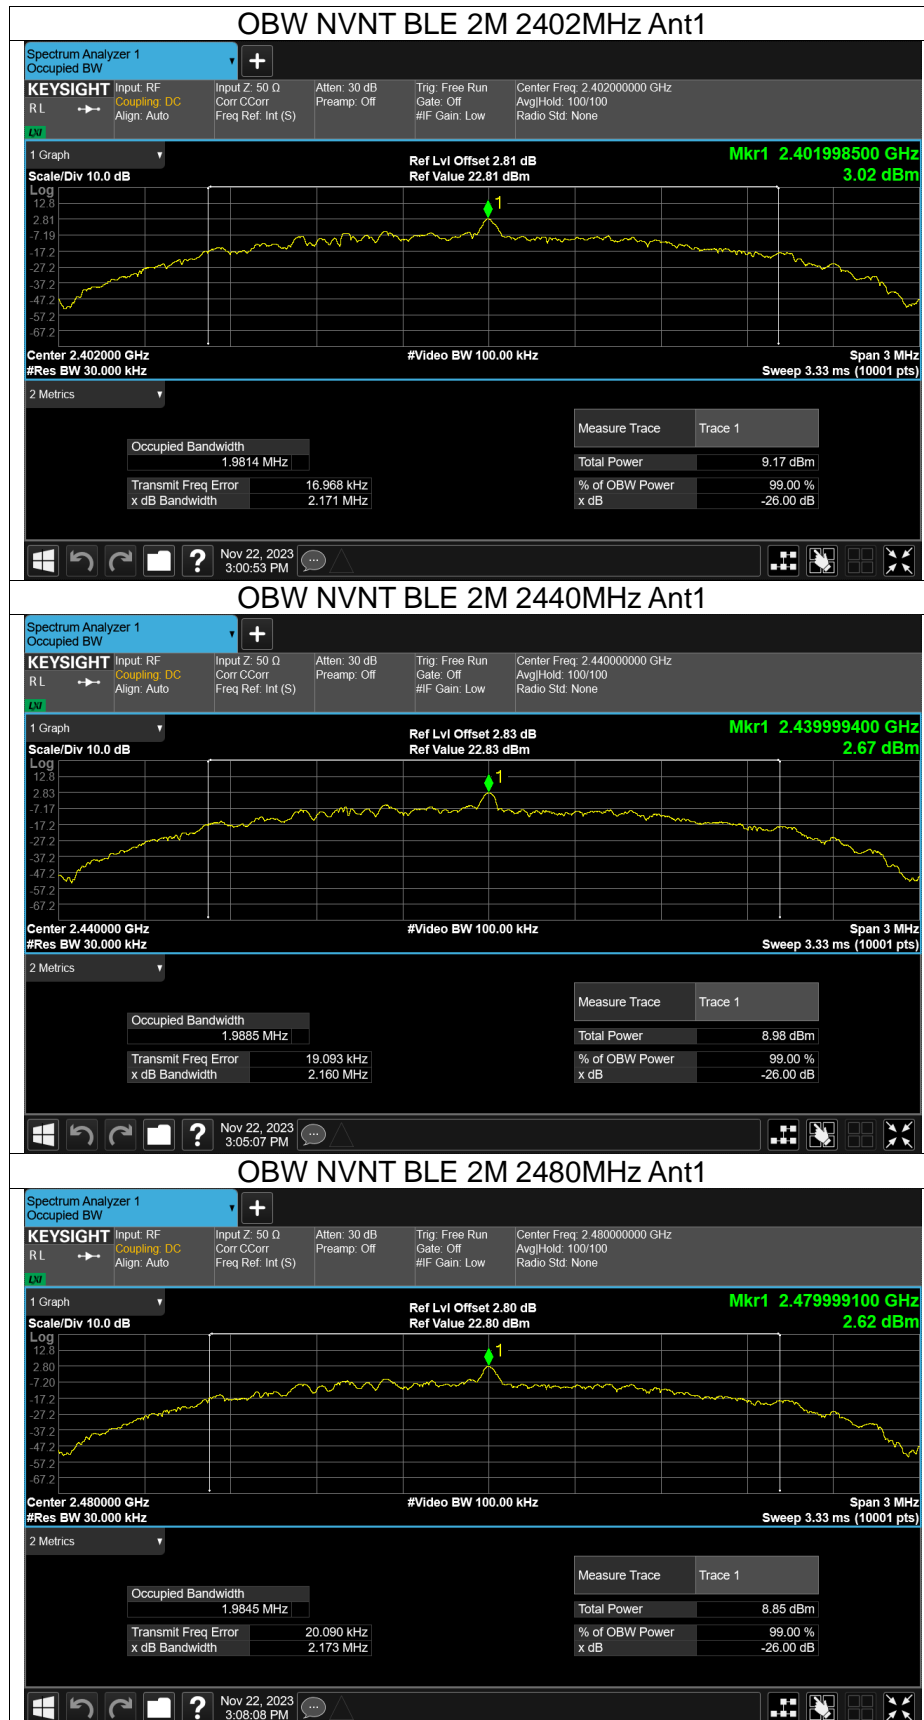 OBW NVNT BLE 2M 2402MHz Ant1
Spectrum Analyzer 1
Occupied BW
+
KEYSIGHT Input: RF Input Z: 50 Ω Atten: 30 dB Trig: Free Run Center Freq: 2.402000000 GHz
RL Coupling: DC Corr CCorr Preamp: Off Gate: Off Avg|Hold: 100/100
Align: Auto Freq Ref: Int (S) #IF Gain: Low Radio Std: None
LXI
1 Graph Ref Lvl Offset 2.81 dB Mkr1 2.401998500 GHz
Scale/Div 10.0 dB Ref Value 22.81 dBm 3.02 dBm
Log
12.8
2.81
-7.19
-17.2
-27.2
-37.2
-47.2
-57.2
-67.2
1
Center 2.402000 GHz #Video BW 100.00 kHz Span 3 MHz
#Res BW 30.000 kHz Sweep 3.33 ms (10001 pts)
2 Metrics
Measure Trace Trace 1
Occupied Bandwidth
1.9814 MHz Total Power 9.17 dBm
Transmit Freq Error 16.968 kHz % of OBW Power 99.00 %
x dB Bandwidth 2.171 MHz x dB -26.00 dB
? Nov 22, 2023
3:00:53 PM
OBW NVNT BLE 2M 2440MHz Ant1
Spectrum Analyzer 1
Occupied BW
+
KEYSIGHT Input: RF Input Z: 50 Ω Atten: 30 dB Trig: Free Run Center Freq: 2.440000000 GHz
RL Coupling: DC Corr CCorr Preamp: Off Gate: Off Avg|Hold: 100/100
Align: Auto Freq Ref: Int (S) #IF Gain: Low Radio Std: None
LXI
1 Graph Ref Lvl Offset 2.83 dB Mkr1 2.439999400 GHz
Scale/Div 10.0 dB Ref Value 22.83 dBm 2.67 dBm
Log
12.8
2.83
-7.17
-17.2
-27.2
-37.2
-47.2
-57.2
-67.2
1
Center 2.440000 GHz #Video BW 100.00 kHz Span 3 MHz
#Res BW 30.000 kHz Sweep 3.33 ms (10001 pts)
2 Metrics
Measure Trace Trace 1
Occupied Bandwidth
1.9885 MHz Total Power 8.98 dBm
Transmit Freq Error 19.093 kHz % of OBW Power 99.00 %
x dB Bandwidth 2.160 MHz x dB -26.00 dB
? Nov 22, 2023
3:05:07 PM
OBW NVNT BLE 2M 2480MHz Ant1
Spectrum Analyzer 1
Occupied BW
+
KEYSIGHT Input: RF Input Z: 50 Ω Atten: 30 dB Trig: Free Run Center Freq: 2.480000000 GHz
RL Coupling: DC Corr CCorr Preamp: Off Gate: Off Avg|Hold: 100/100
Align: Auto Freq Ref: Int (S) #IF Gain: Low Radio Std: None
LXI
1 Graph Ref Lvl Offset 2.80 dB Mkr1 2.479999100 GHz
Scale/Div 10.0 dB Ref Value 22.80 dBm 2.62 dBm
Log
12.8
2.80
-7.20
-17.2
-27.2
-37.2
-47.2
-57.2
-67.2
1
Center 2.480000 GHz #Video BW 100.00 kHz Span 3 MHz
#Res BW 30.000 kHz Sweep 3.33 ms (10001 pts)
2 Metrics
Measure Trace Trace 1
Occupied Bandwidth
1.9845 MHz Total Power 8.85 dBm
Transmit Freq Error 20.090 kHz % of OBW Power 99.00 %
x dB Bandwidth 2.173 MHz x dB -26.00 dB
? Nov 22, 2023
3:08:08 PM